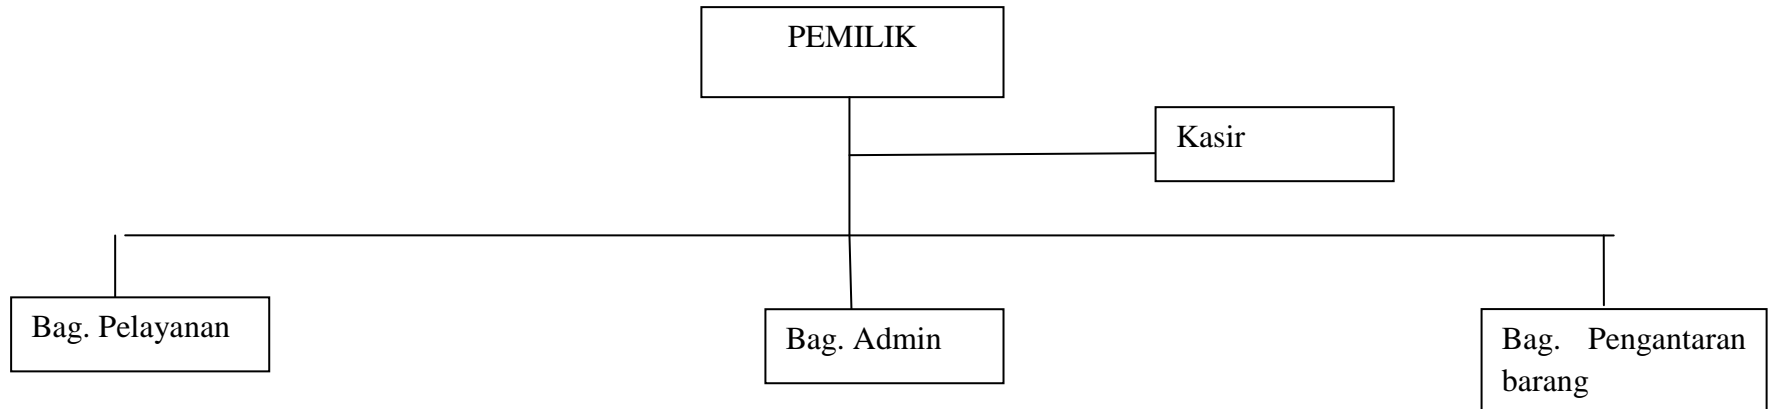 PEMILIK
Kasir
Bag. Pelayanan
Bag. Admin
Bag. Pengantaran
barang